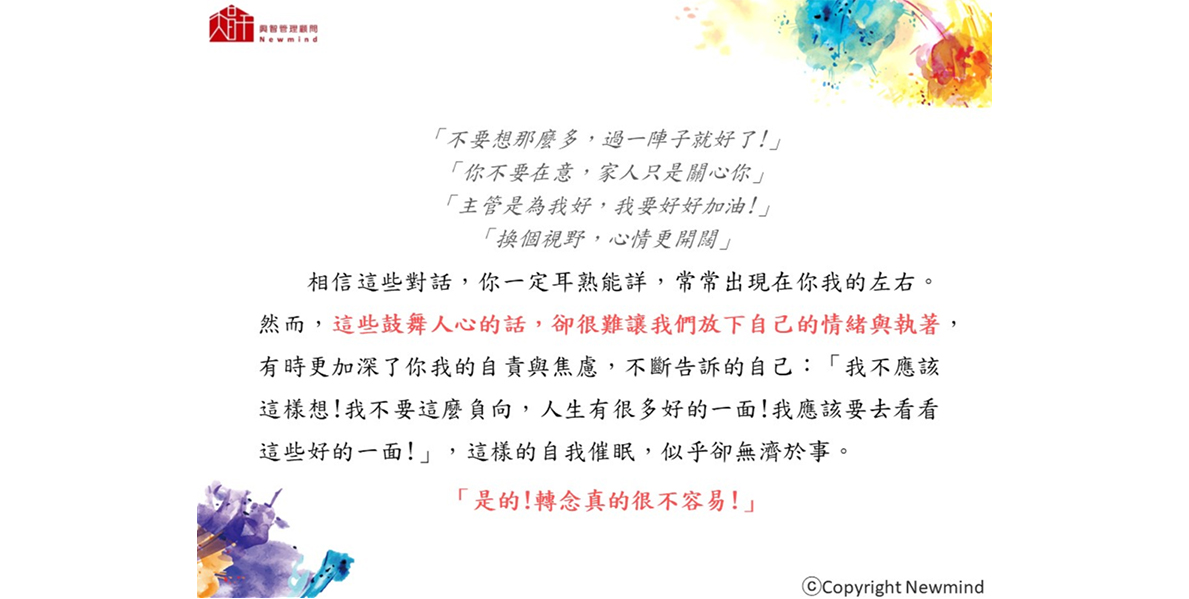 興智管理顧問
Newmind
「不要想那麼多，過一陣子就好了!」
「你不要在意，家人只是關心你」
「主管是為我好，我要好好加油!」
「換個視野，心情更開闊」
相信這些對話，你一定耳熟能詳，常常出現在你我的左右。
然而，這些鼓舞人心的話，卻很難讓我們放下自己的情緒與執著，
有時更加深了你我的自責與焦慮，不斷告訴的自己：「我不應該
這樣想!我不要這麼負向，人生有很多好的一面!我應該要去看看
這些好的一面!」，這樣的自我催眠，似乎卻無濟於事。
「是的!轉念真的很不容易!」
ⓒCopyright Newmind